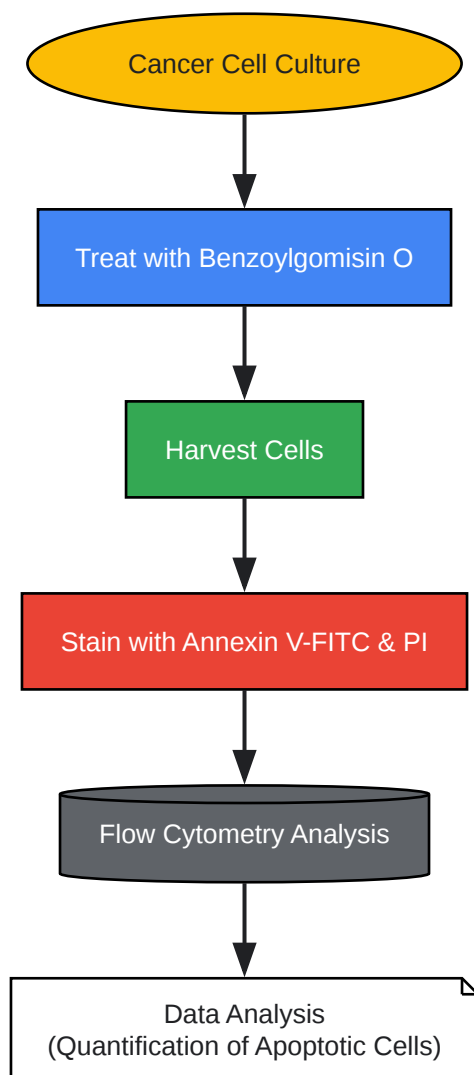 Cancer Cell Culture
Treat with Benzoylgomisin O
Harvest Cells
Stain with Annexin V-FITC & PI
Flow Cytometry Analysis
Data Analysis
(Quantification of Apoptotic Cells)